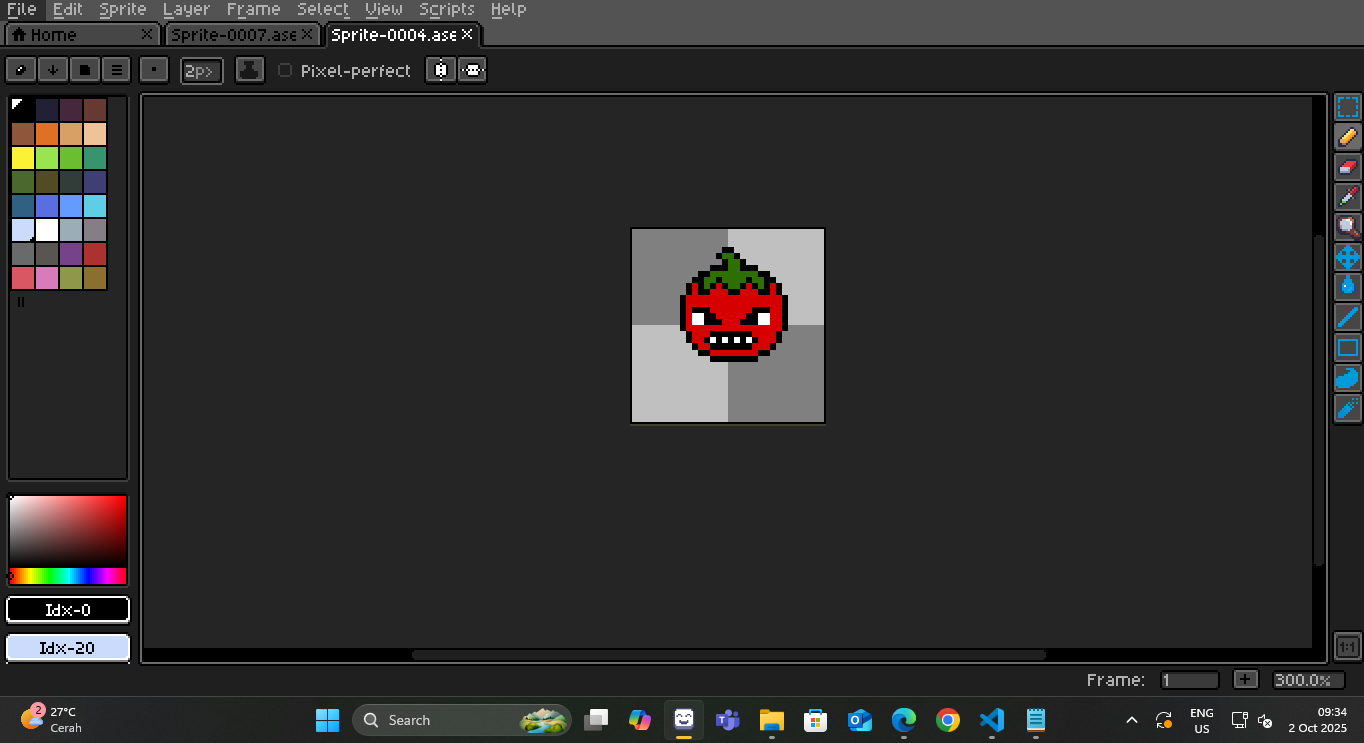 File Edit Sprite Layer Frame Select View Scripts Help
Home Sprite-0007.ase Sprite-0004.ase
2px Pixel-perfect
Idx-0
Idx-20
1:1
Frame: 1 300.0%
2 27°C
Cerah
Search
ENG
US
09:34
2 Oct 2025